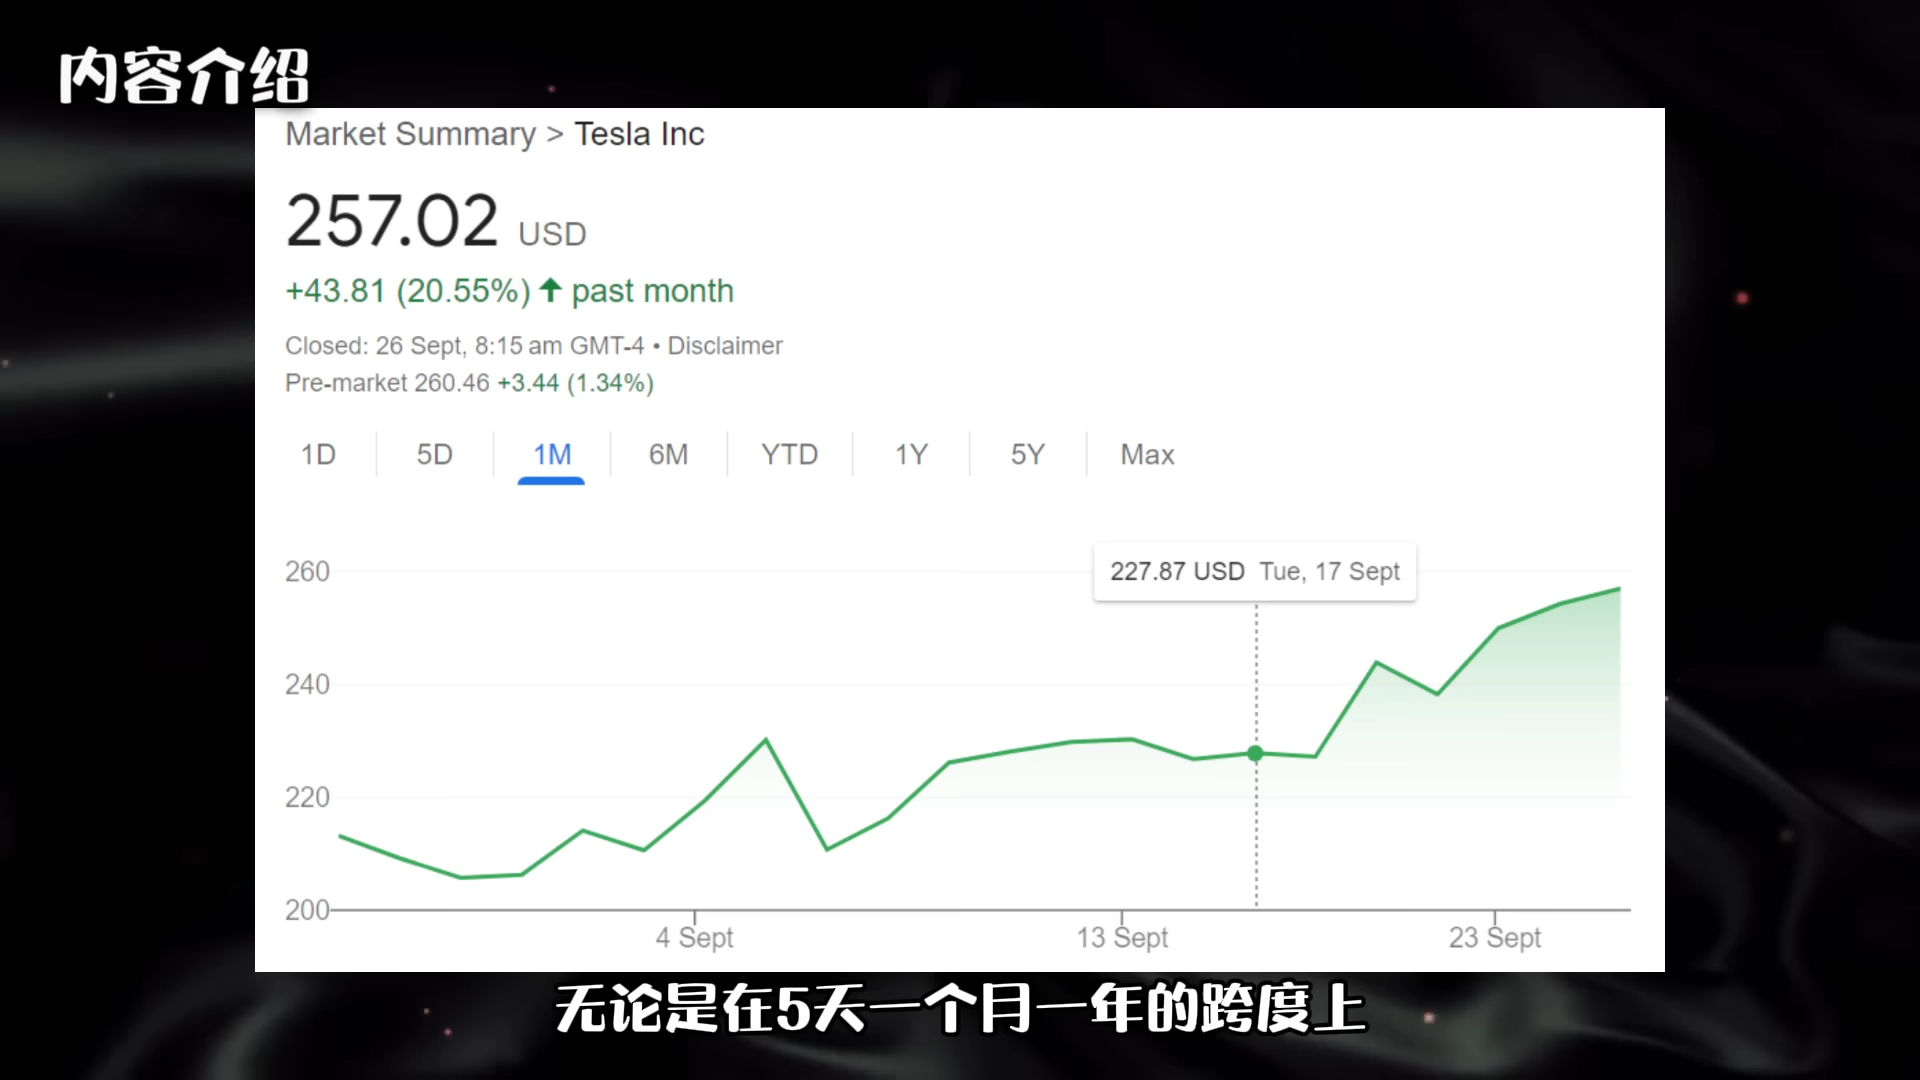 内容介绍
Market Summary > Tesla Inc
257.02 USD
+43.81 (20.55%) ↑ past month
Closed: 26 Sept, 8:15 am GMT-4 • Disclaimer
Pre-market 260.46 +3.44 (1.34%)
1D 5D 1M 6M YTD 1Y 5Y Max
227.87 USD Tue, 17 Sept
260
240
220
200
4 Sept 13 Sept 23 Sept
无论是在5天一个月一年的跨度上